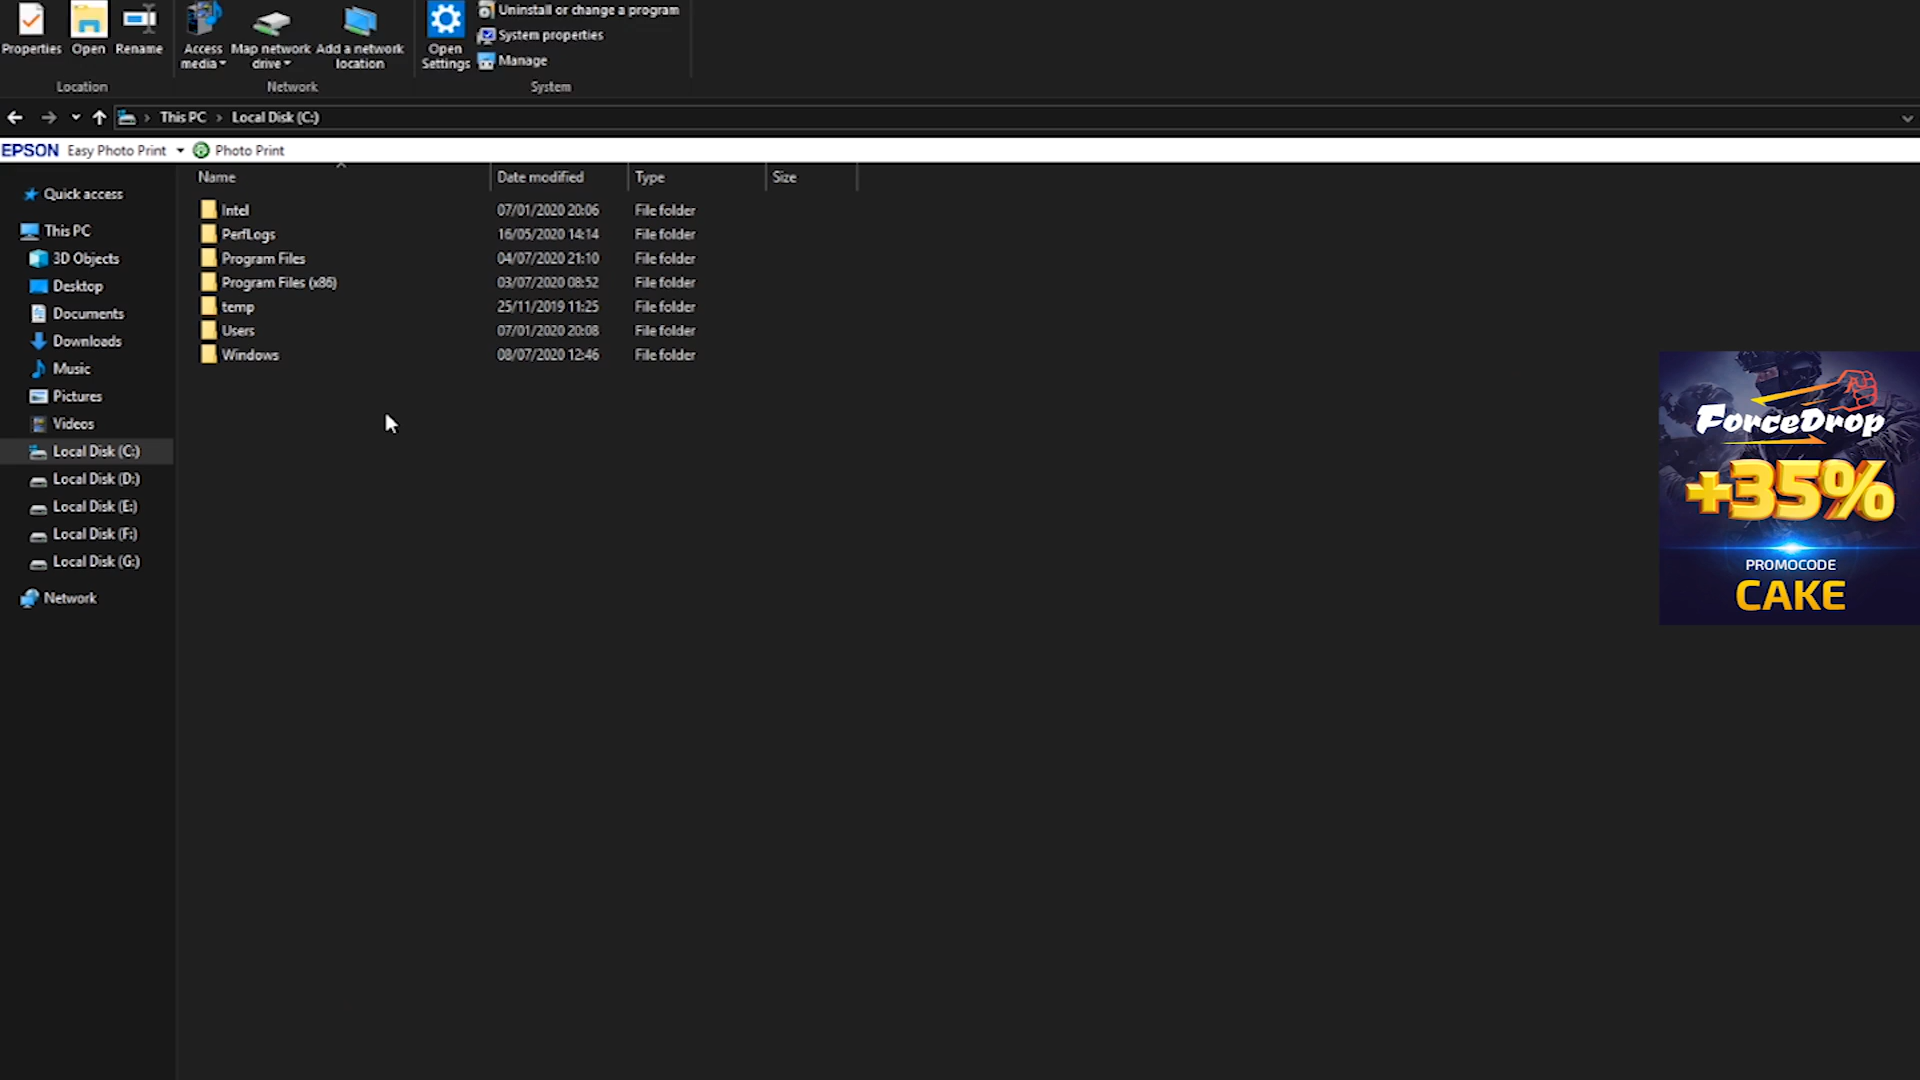 Uninstall or change a program
System properties
Manage
Properties Open Rename Access media Map network drive Add a network location Open Settings
Location Network System
This PC > Local Disk (C:)
EPSON Easy Photo Print Photo Print
Name Date modified Type Size
Quick access
This PC
3D Objects
Desktop
Documents
Downloads
Music
Pictures
Videos
Local Disk (C:)
Local Disk (D:)
Local Disk (E:)
Local Disk (F:)
Local Disk (G:)
Network
Intel 07/01/2020 20:06 File folder
PerfLogs 16/05/2020 14:14 File folder
Program Files 04/07/2020 21:10 File folder
Program Files (x86) 03/07/2020 08:52 File folder
temp 25/11/2019 11:25 File folder
Users 07/01/2020 20:08 File folder
Windows 08/07/2020 12:46 File folder
ForceDrop
+35%
PROMOCODE
CAKE